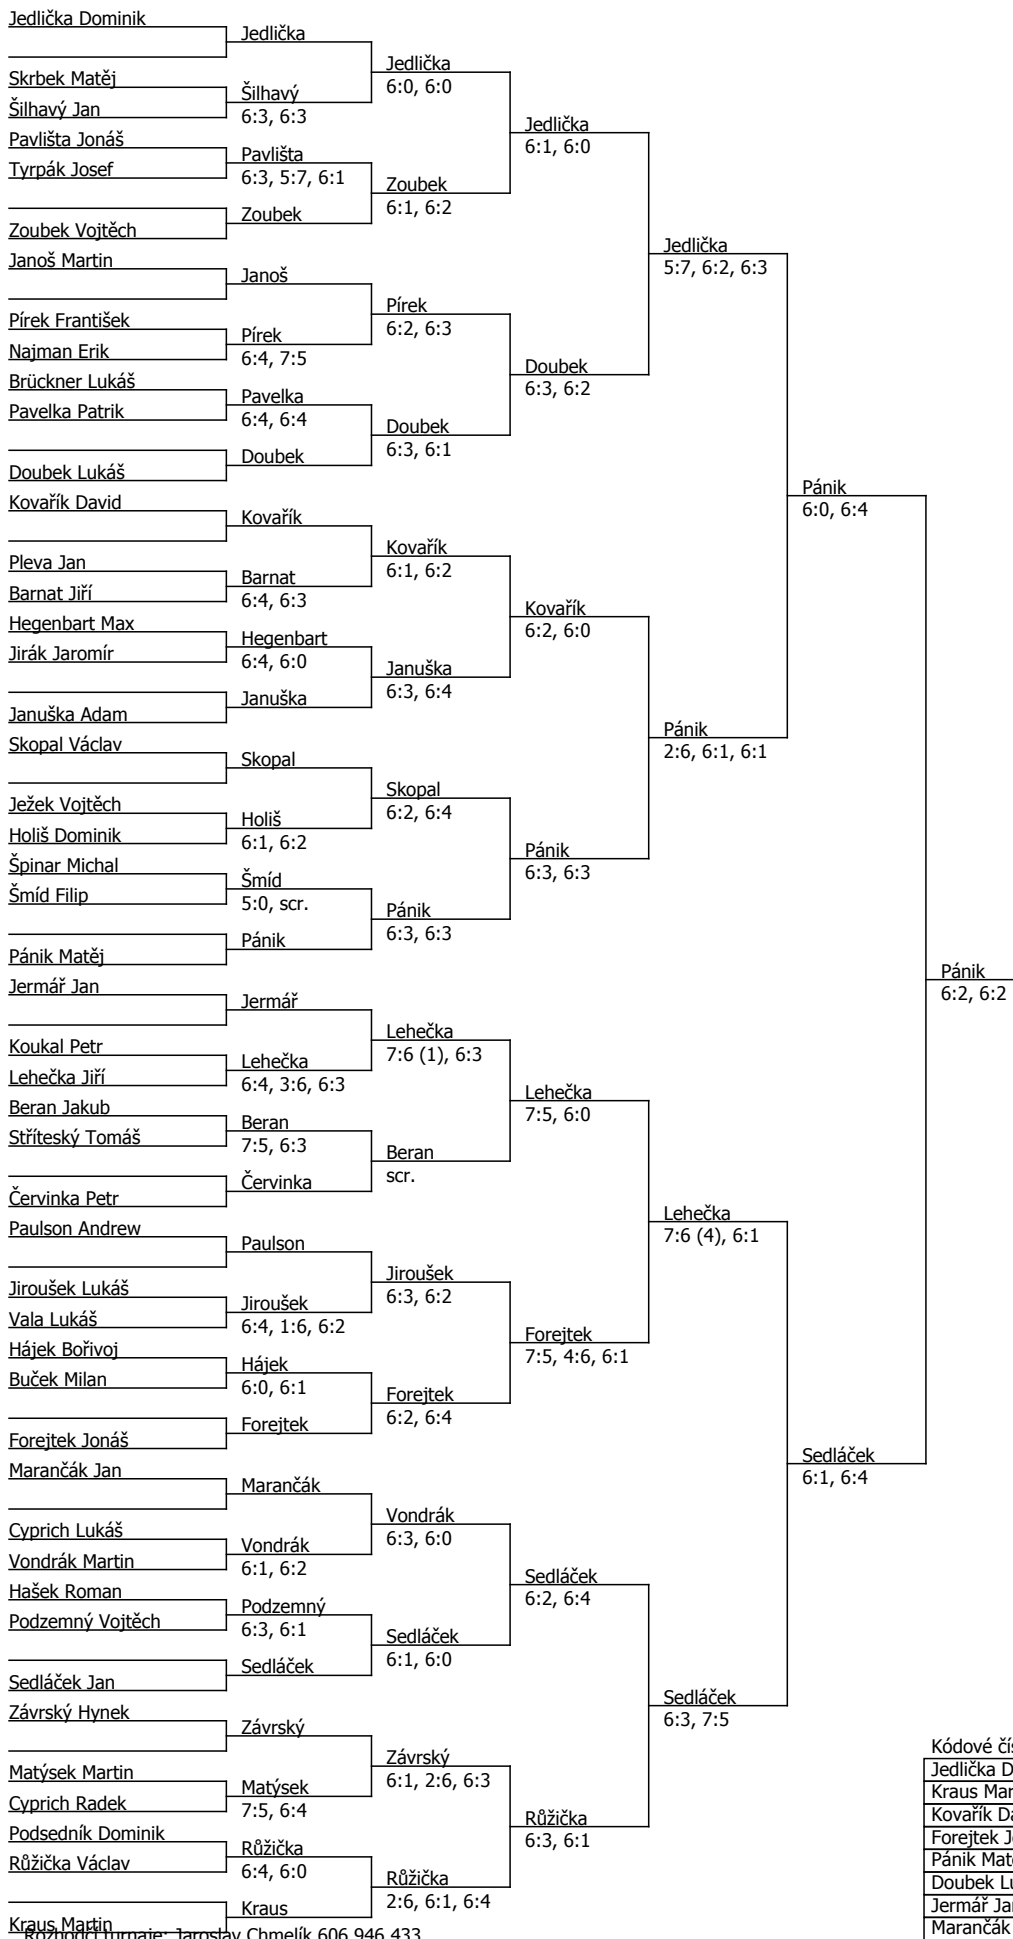 Jedlička Dominik
Skrbek Matěj
Šilhavý Jan
Pavlišta Jonáš
Tyrpák Josef
Zoubek Vojtěch
Janoš Martin
Pírek František
Najman Erik
Brückner Lukáš
Pavelka Patrik
Doubek Lukáš
Kovařík David
Pleva Jan
Barnat Jiří
Hegenbart Max
Jirák Jaromír
Januška Adam
Skopal Václav
Ježek Vojtěch
Holiš Dominik
Špinar Michal
Šmíd Filip
Pánik Matěj
Jermář Jan
Koukal Petr
Lehečka Jiří
Beran Jakub
Stříteský Tomáš
Červinka Petr
Paulson Andrew
Jiroušek Lukáš
Vala Lukáš
Hájek Bořivoj
Buček Milan
Forejtek Jonáš
Marančák Jan
Cyprich Lukáš
Vondrák Martin
Hašek Roman
Podzemný Vojtěch
Sedláček Jan
Závrský Hynek
Matýsek Martin
Cyprich Radek
Podsedník Dominik
Růžička Václav
Kraus Martin
Jedlička
Šilhavý
6:3, 6:3
Pavlišta
6:3, 5:7, 6:1
Zoubek
Janoš
Pírek
6:4, 7:5
Pavelka
6:4, 6:4
Doubek
Kovařík
Barnat
6:4, 6:3
Hegenbart
6:4, 6:0
Januška
Skopal
Holiš
6:1, 6:2
Šmíd
5:0, scr.
Pánik
Jermář
Lehečka
6:4, 3:6, 6:3
Beran
7:5, 6:3
Červinka
Paulson
Jiroušek
6:4, 1:6, 6:2
Hájek
6:0, 6:1
Forejtek
Marančák
Vondrák
6:1, 6:2
Podzemný
6:3, 6:1
Sedláček
Závrský
Matýsek
7:5, 6:4
Růžička
6:4, 6:0
Kraus
Jedlička
6:0, 6:0
Zoubek
6:1, 6:2
Pírek
6:2, 6:3
Doubek
6:3, 6:1
Kovařík
6:1, 6:2
Januška
6:3, 6:4
Skopal
6:2, 6:4
Pánik
6:3, 6:3
Lehečka
7:6 (1), 6:3
Beran
scr.
Jiroušek
6:3, 6:2
Forejtek
6:2, 6:4
Vondrák
6:3, 6:0
Sedláček
6:1, 6:0
Závrský
6:1, 2:6, 6:3
Růžička
2:6, 6:1, 6:4
Jedlička
6:1, 6:0
Doubek
6:3, 6:2
Kovařík
6:2, 6:0
Pánik
6:3, 6:3
Lehečka
7:5, 6:0
Forejtek
7:5, 4:6, 6:1
Sedláček
6:2, 6:4
Růžička
6:3, 6:1
Jedlička
5:7, 6:2, 6:3
Pánik
2:6, 6:1, 6:1
Lehečka
7:6 (4), 6:1
Sedláček
6:3, 7:5
Pánik
6:0, 6:4
Sedláček
6:1, 6:4
Pánik
6:2, 6:2
Kódové čís
Jedlička D
Kraus Mar
Kovařík Da
Forejtek J
Pánik Mat
Doubek Lu
Jermář Jan
Marančák
Rozhodčí turnaje: Jaroslav Chmelík 606 946 433